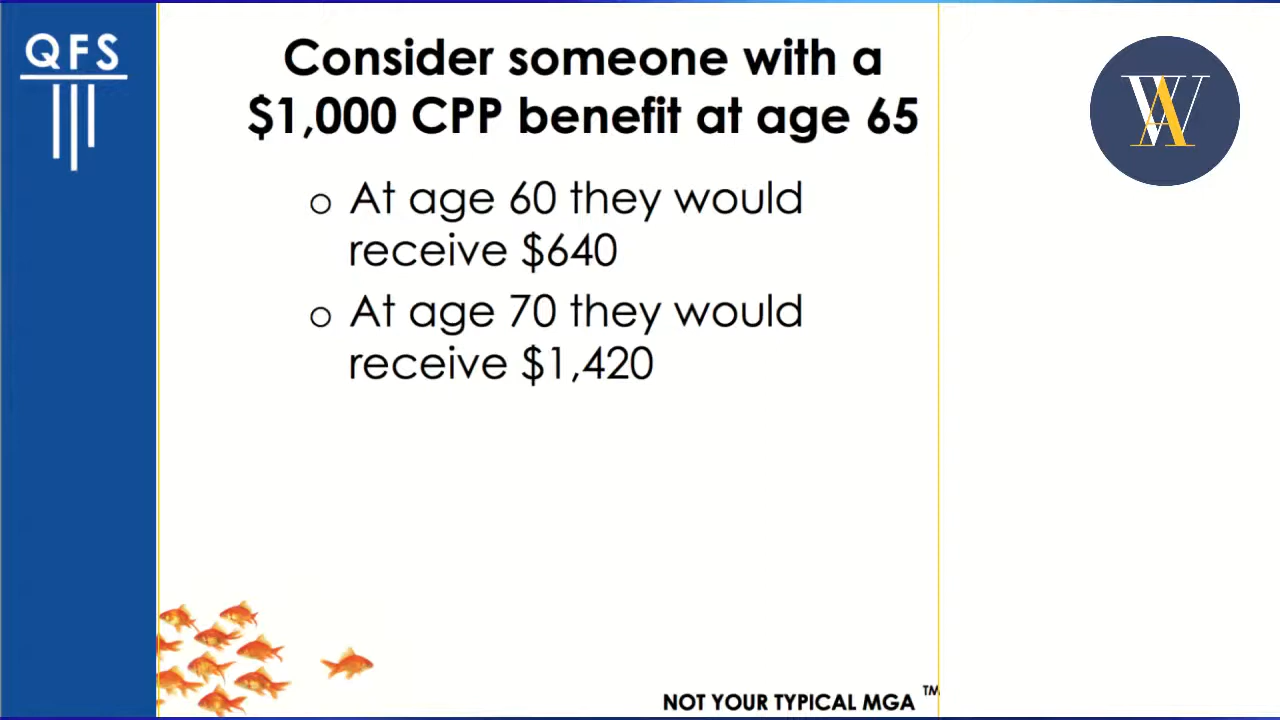 QFS
Consider someone with a
$1,000 CPP benefit at age 65
WA
o At age 60 they would
receive $640
o At age 70 they would
receive $1,420
NOT YOUR TYPICAL MGA ™